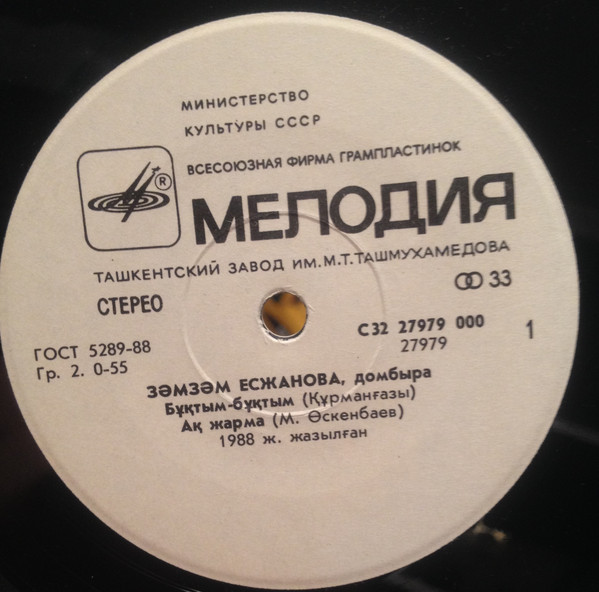 МИНИСТЕРСТВО
КУЛЬТУРЫ СССР
ВСЕСОЮЗНАЯ ФИРМА ГРАМПЛАСТИНОК
®
МЕЛОДИЯ
ТАШКЕНТСКИЙ ЗАВОД ИМ.М.Т.ТАШМУХАМЕДОВА
СТЕРЕО
33
ГОСТ 5289-88
Гр. 2. 0-55
С32 27979 000
27979
1
ЗӘМЗӘМ ЕСЖАНОВА, домбыра
Бұқтым-бұқтым (Құрманғазы)
Ақ жарма (М. Өскенбаев)
1988 ж. жазылған